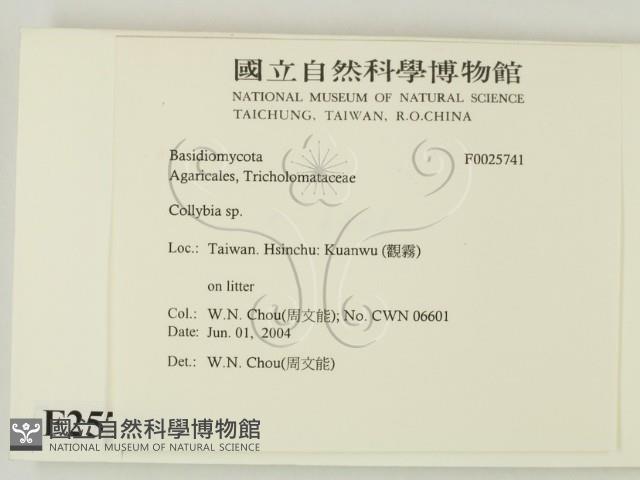 國立自然科學博物館
NATIONAL MUSEUM OF NATURAL SCIENCE
TAICHUNG, TAIWAN, R.O.CHINA
Basidiomycota F0025741
Agaricales, Tricholomataceae
Collybia sp.
Loc.: Taiwan. Hsinchu: Kuanwu (觀霧)
on litter
Col.: W.N. Chou(周文能); No. CWN 06601
Date: Jun. 01, 2004
Det.: W.N. Chou(周文能)
國立自然科學博物館
NATIONAL MUSEUM OF NATURAL SCIENCE